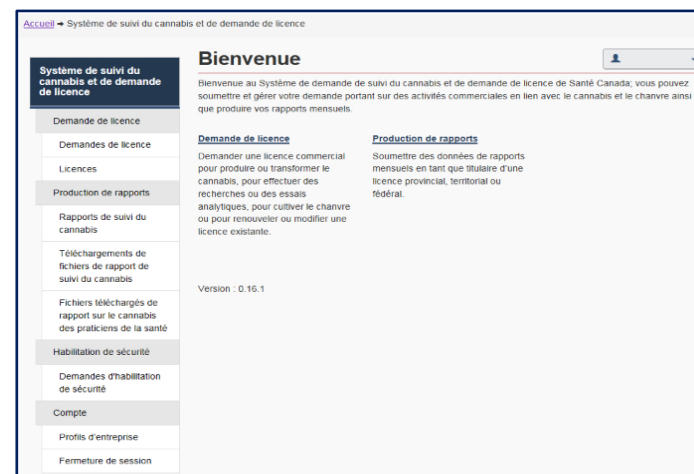 Accueil → Système de suivi du cannabis et de demande de licence
Système de suivi du
cannabis et de demande
de licence
Demande de licence
Demandes de licence
Licences
Production de rapports
Rapports de suivi du
cannabis
Téléchargements de
fichiers de rapport de
suivi du cannabis
Fichiers téléchargés de
rapport sur le cannabis
des praticiens de la santé
Habilitation de sécurité
Demandes d'habilitation
de sécurité
Compte
Profils d'entreprise
Fermeture de session
Bienvenue
Bienvenue au Système de demande de suivi du cannabis et de demande de licence de Santé Canada; vous pouvez
soumettre et gérer votre demande portant sur des activités commerciales en lien avec le cannabis et le chanvre ainsi
que produire vos rapports mensuels.
Demande de licence
Demander une licence commercial
pour produire ou transformer le
cannabis, pour effectuer des
recherches ou des essais
analytiques, pour cultiver le chanvre
ou pour renouveler ou modifier une
licence existante.
Production de rapports
Soumettre des données de rapports
mensuels en tant que titulaire d'une
licence provincial, territorial ou
fédéral.
Version : 0.16.1